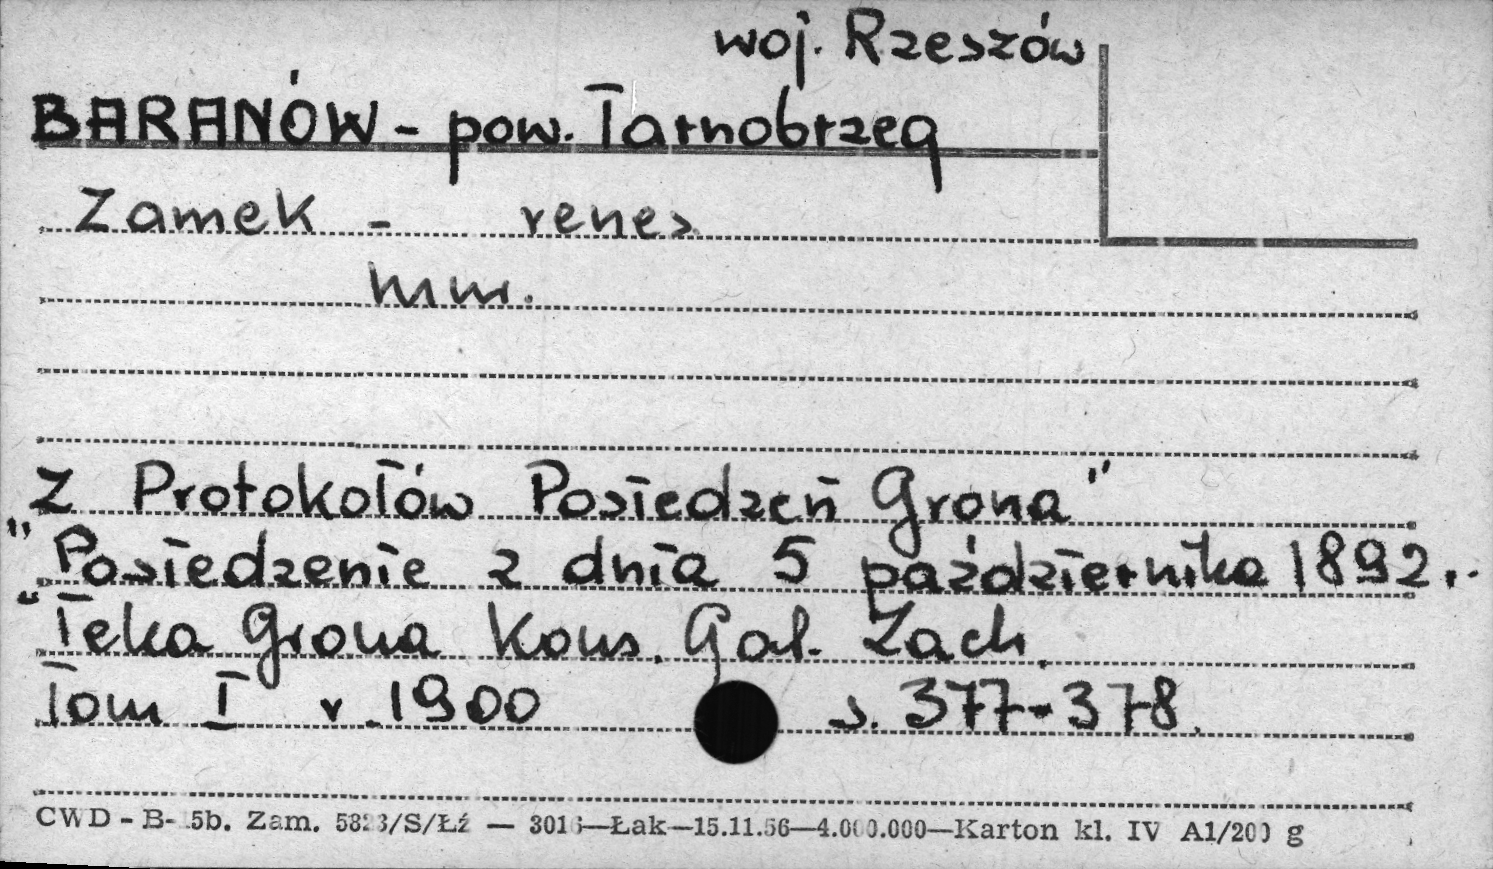 woj. Rzeszów
BARANÓW - pow. Tarnobrzeg
Zamek - renes
mur.
Z Protokołów Posiedzeń Grona"
"Posiedzenie z dnia 5 października 1892.
"Teka Grona Kons. Gal. Zach.
Tom I r. 1900 s. 377-378.
CWD - B- 5b. Zam. /S/Łź — —Łak—15.11.56—4.000.000—Karton kl. IV A1/200 g